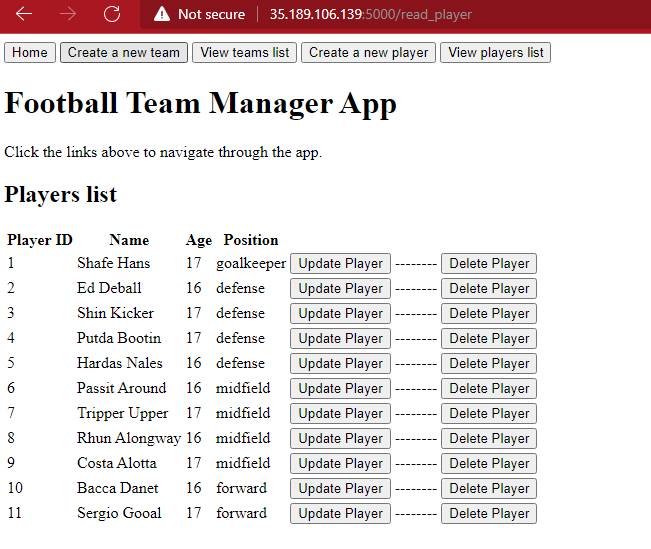 Not secure | 35.189.106.139:5000/read_player
Home Create a new team View teams list Create a new player View players list
Football Team Manager App
Click the links above to navigate through the app.
Players list
Player ID Name Age Position
1 Shafe Hans 17 goalkeeper Update Player -------- Delete Player
2 Ed Deball 16 defense Update Player -------- Delete Player
3 Shin Kicker 17 defense Update Player -------- Delete Player
4 Putda Bootin 17 defense Update Player -------- Delete Player
5 Hardas Nales 16 defense Update Player -------- Delete Player
6 Passit Around 16 midfield Update Player -------- Delete Player
7 Tripper Upper 17 midfield Update Player -------- Delete Player
8 Rhun Alongway 16 midfield Update Player -------- Delete Player
9 Costa Alotta 17 midfield Update Player -------- Delete Player
10 Bacca Danet 16 forward Update Player -------- Delete Player
11 Sergio Gooal 17 forward Update Player -------- Delete Player